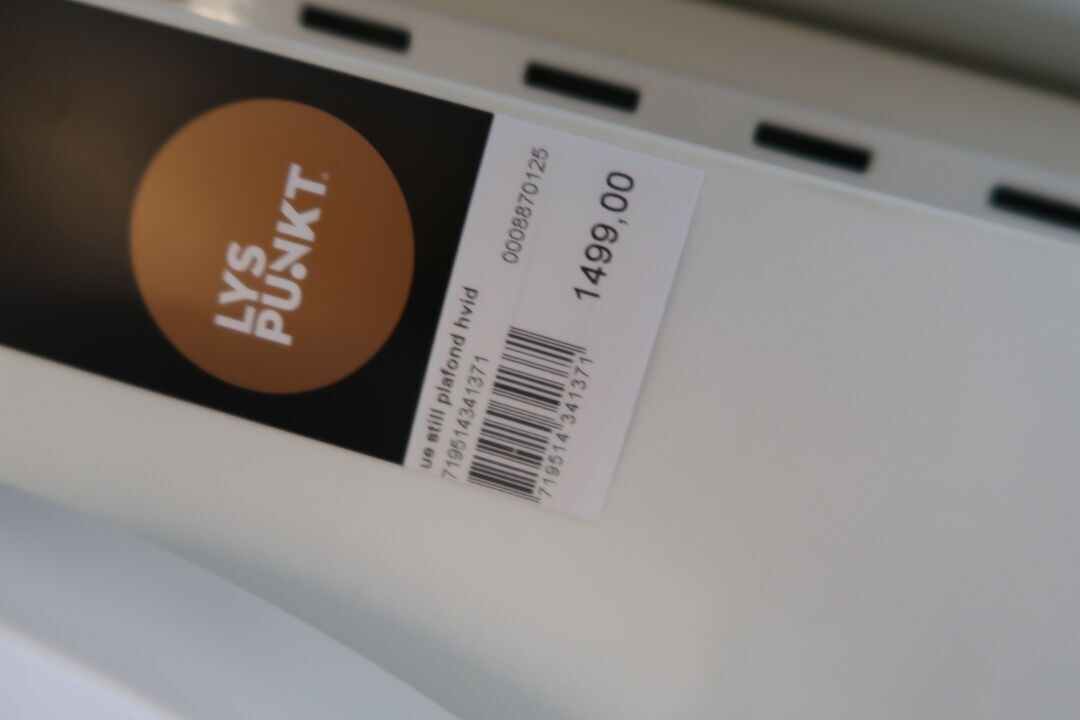 LYS
PUNKT.
ue still plafond hvid
719514341371
0008870125
1499,00
719514 341371